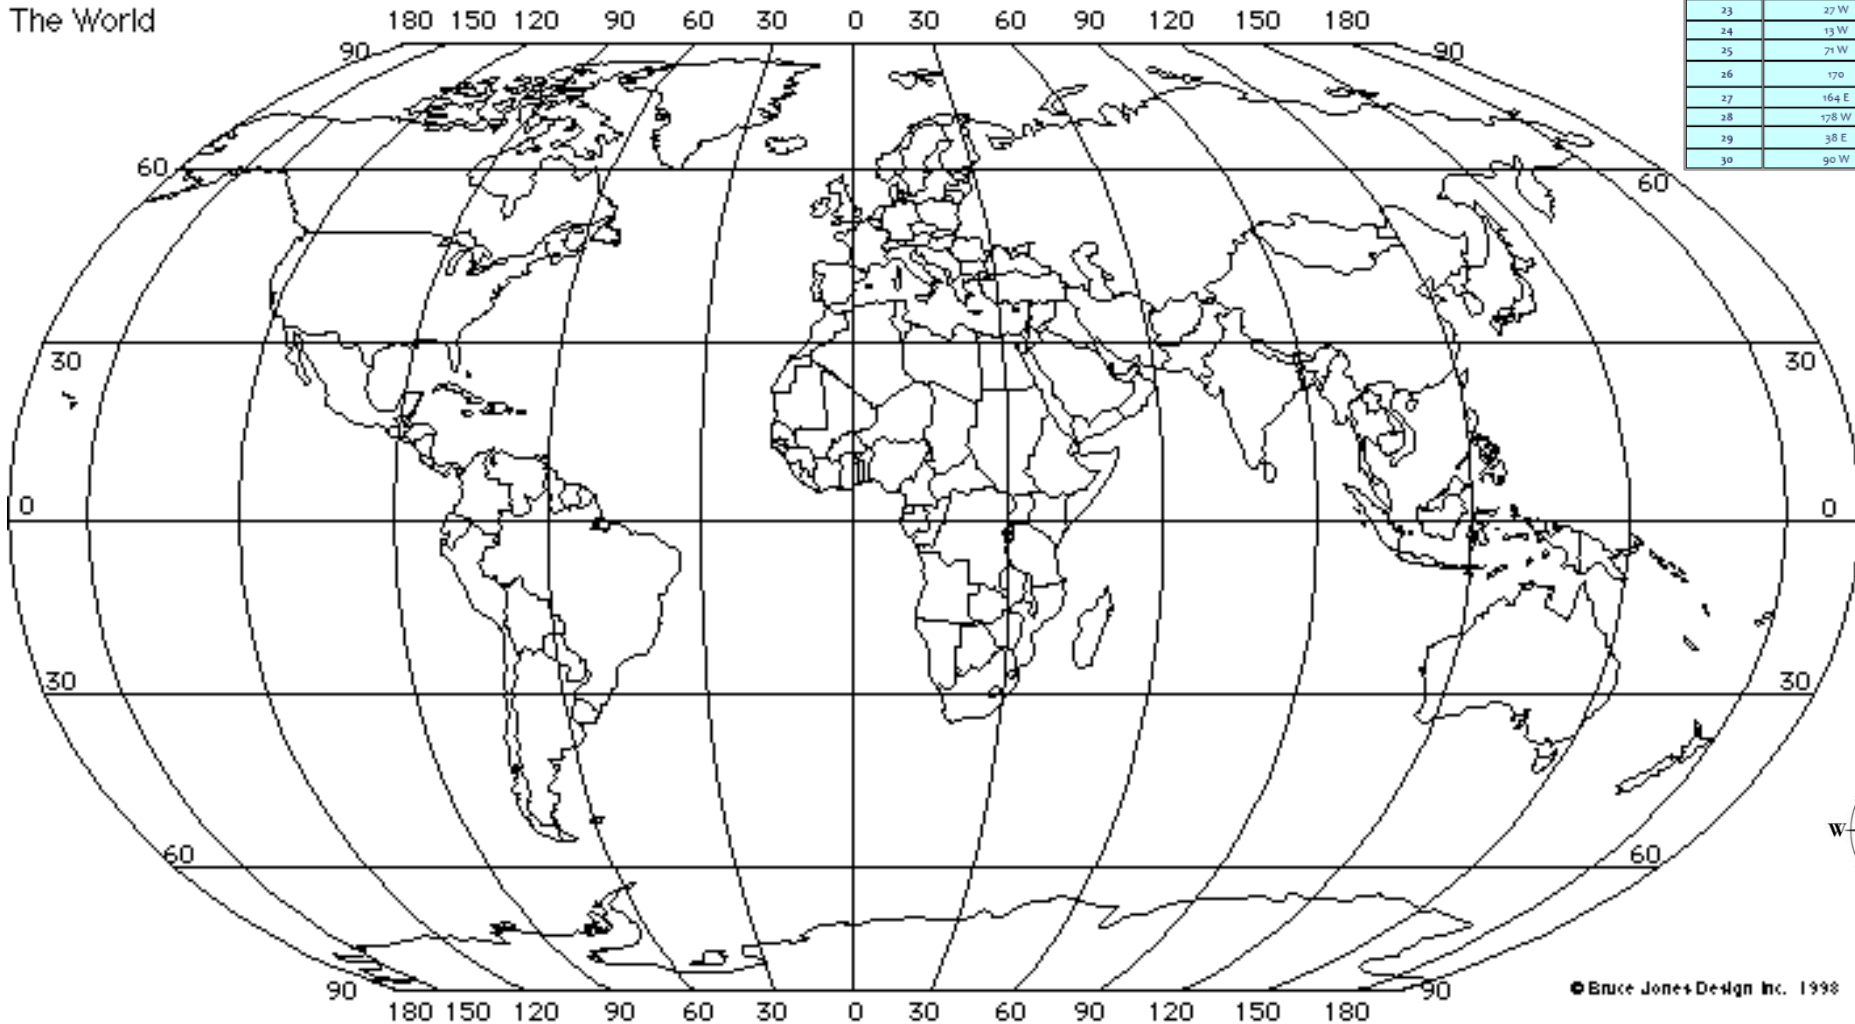 The World
180 150 120 90 60 30 0 30 60 90 120 150 180
23 27 W
24 13 W
25 71 W
26 170
27 164 E
28 178 W
29 38 E
30 90 W
90 90
60 60
30 30
0 0
30 30
W
60 60
90 90
© Bruce Jones Design Inc. 1998
180 150 120 90 60 30 0 30 60 90 120 150 180